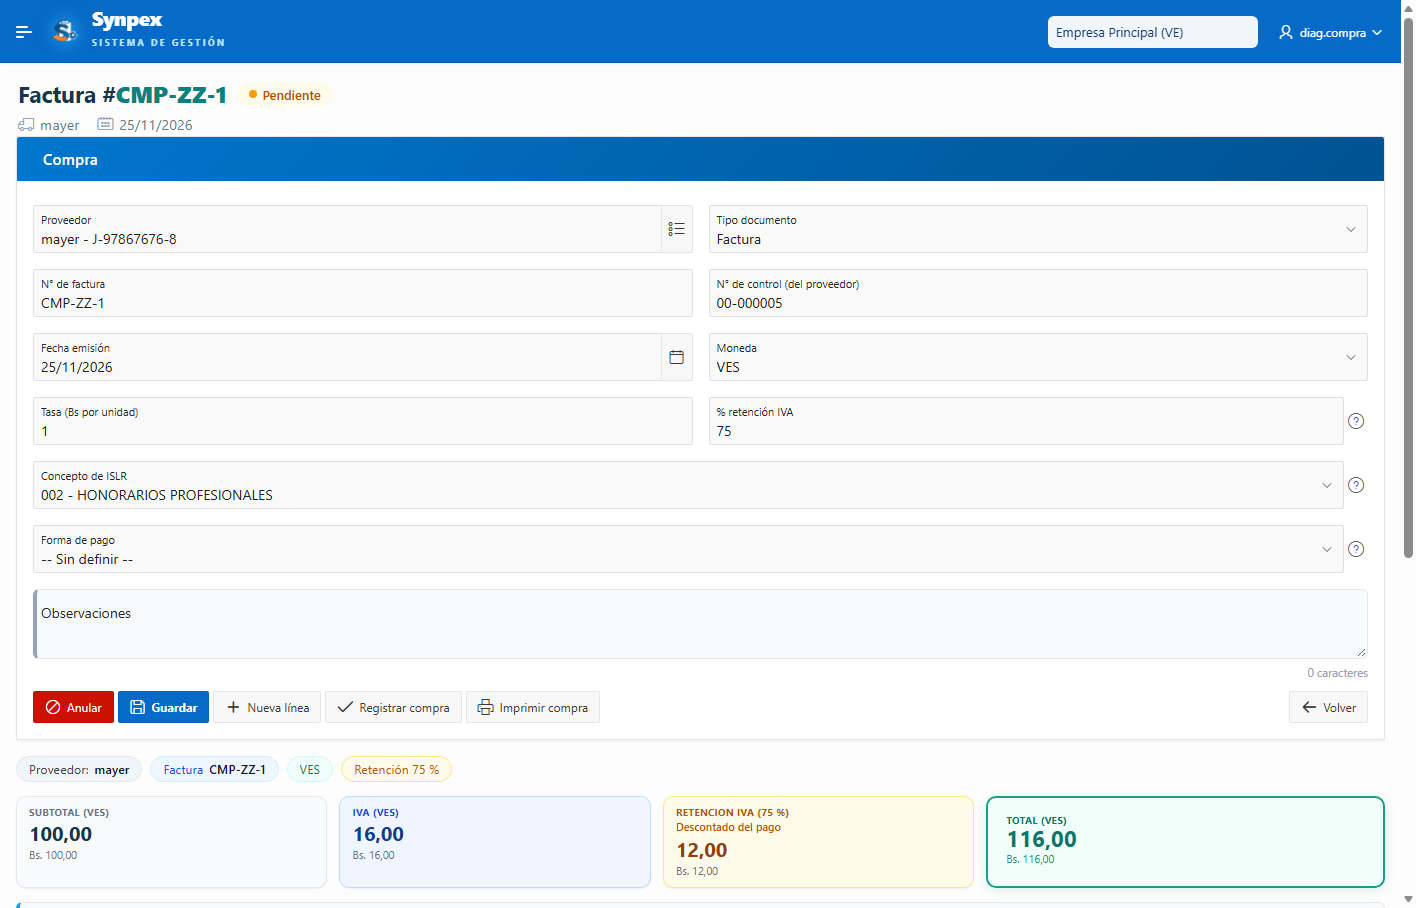 Synpex
SISTEMA DE GESTIÓN
Empresa Principal (VE)
diag.compra
Factura #CMP-ZZ-1
Pendiente
mayer
25/11/2026
Compra
Proveedor
mayer - J-97867676-8
Tipo documento
Factura
N° de factura
CMP-ZZ-1
N° de control (del proveedor)
00-000005
Fecha emisión
25/11/2026
Moneda
VES
Tasa (Bs por unidad)
1
% retención IVA
75
Concepto de ISLR
002 - HONORARIOS PROFESIONALES
Forma de pago
-- Sin definir --
Observaciones
0 caracteres
Anular
Guardar
Nueva línea
Registrar compra
Imprimir compra
Volver
Proveedor: mayer
Factura CMP-ZZ-1
VES
Retención 75 %
SUBTOTAL (VES)
100,00
Bs. 100,00
IVA (VES)
16,00
Bs. 16,00
RETENCION IVA (75 %)
Descontado del pago
12,00
Bs. 12,00
TOTAL (VES)
116,00
Bs. 116,00